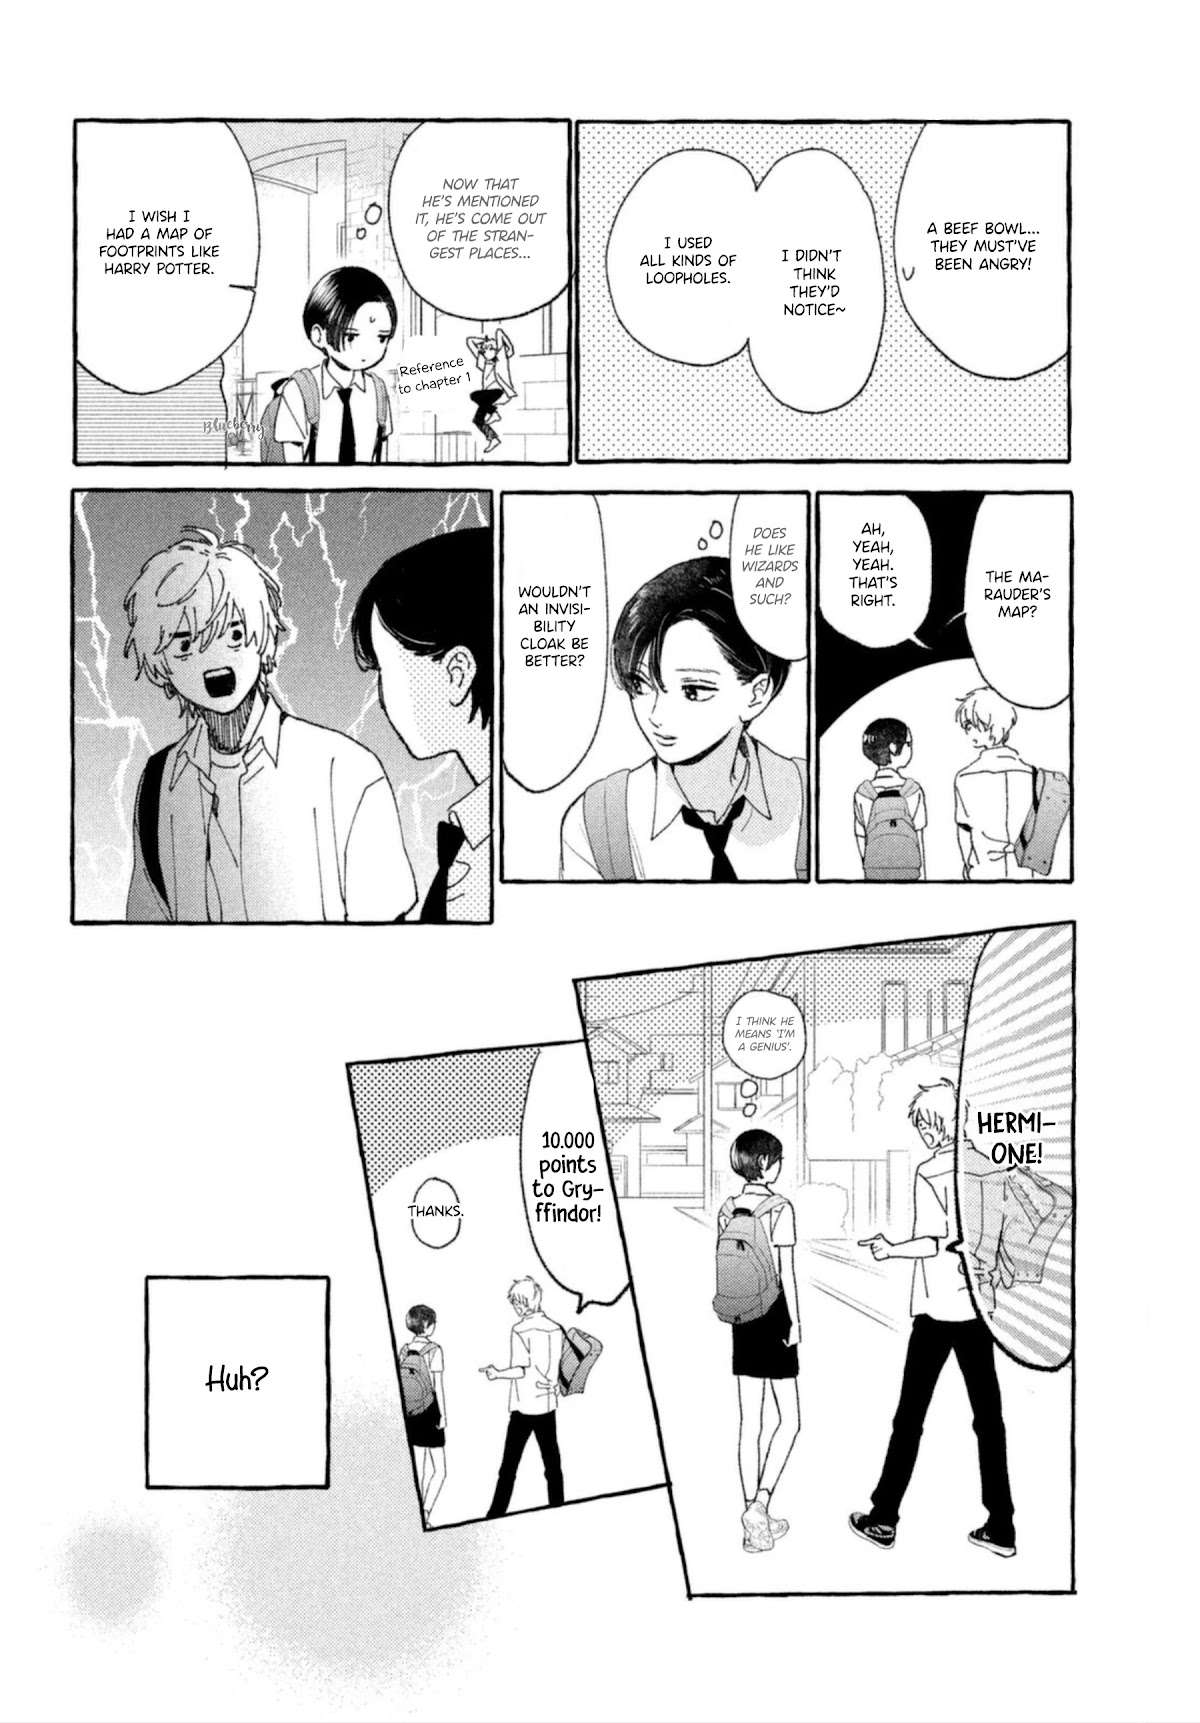 A BEEF BOWL...
THEY MUST'VE
BEEN ANGRY!
I DIDN'T
THINK
THEY'D
NOTICE~
I USED
ALL KINDS OF
LOOPHOLES.
NOW THAT
HE'S MENTIONED
IT, HE'S COME OUT
OF THE STRAN-
GEST PLACES...
Reference
to chapter 1
I WISH I
HAD A MAP OF
FOOTPRINTS LIKE
HARRY POTTER.
Blueberry
THE MA-
RAUDER'S
MAP?
AH,
YEAH,
YEAH.
THAT'S
RIGHT.
DOES
HE LIKE
WIZARDS
AND
SUCH?
WOULDN'T
AN INVISI-
BILITY
CLOAK BE
BETTER?
HERMI-
ONE!
I THINK HE
MEANS 'I'M
A GENIUS'.
10.000
points
to Gry-
ffindor!
THANKS.
Huh?